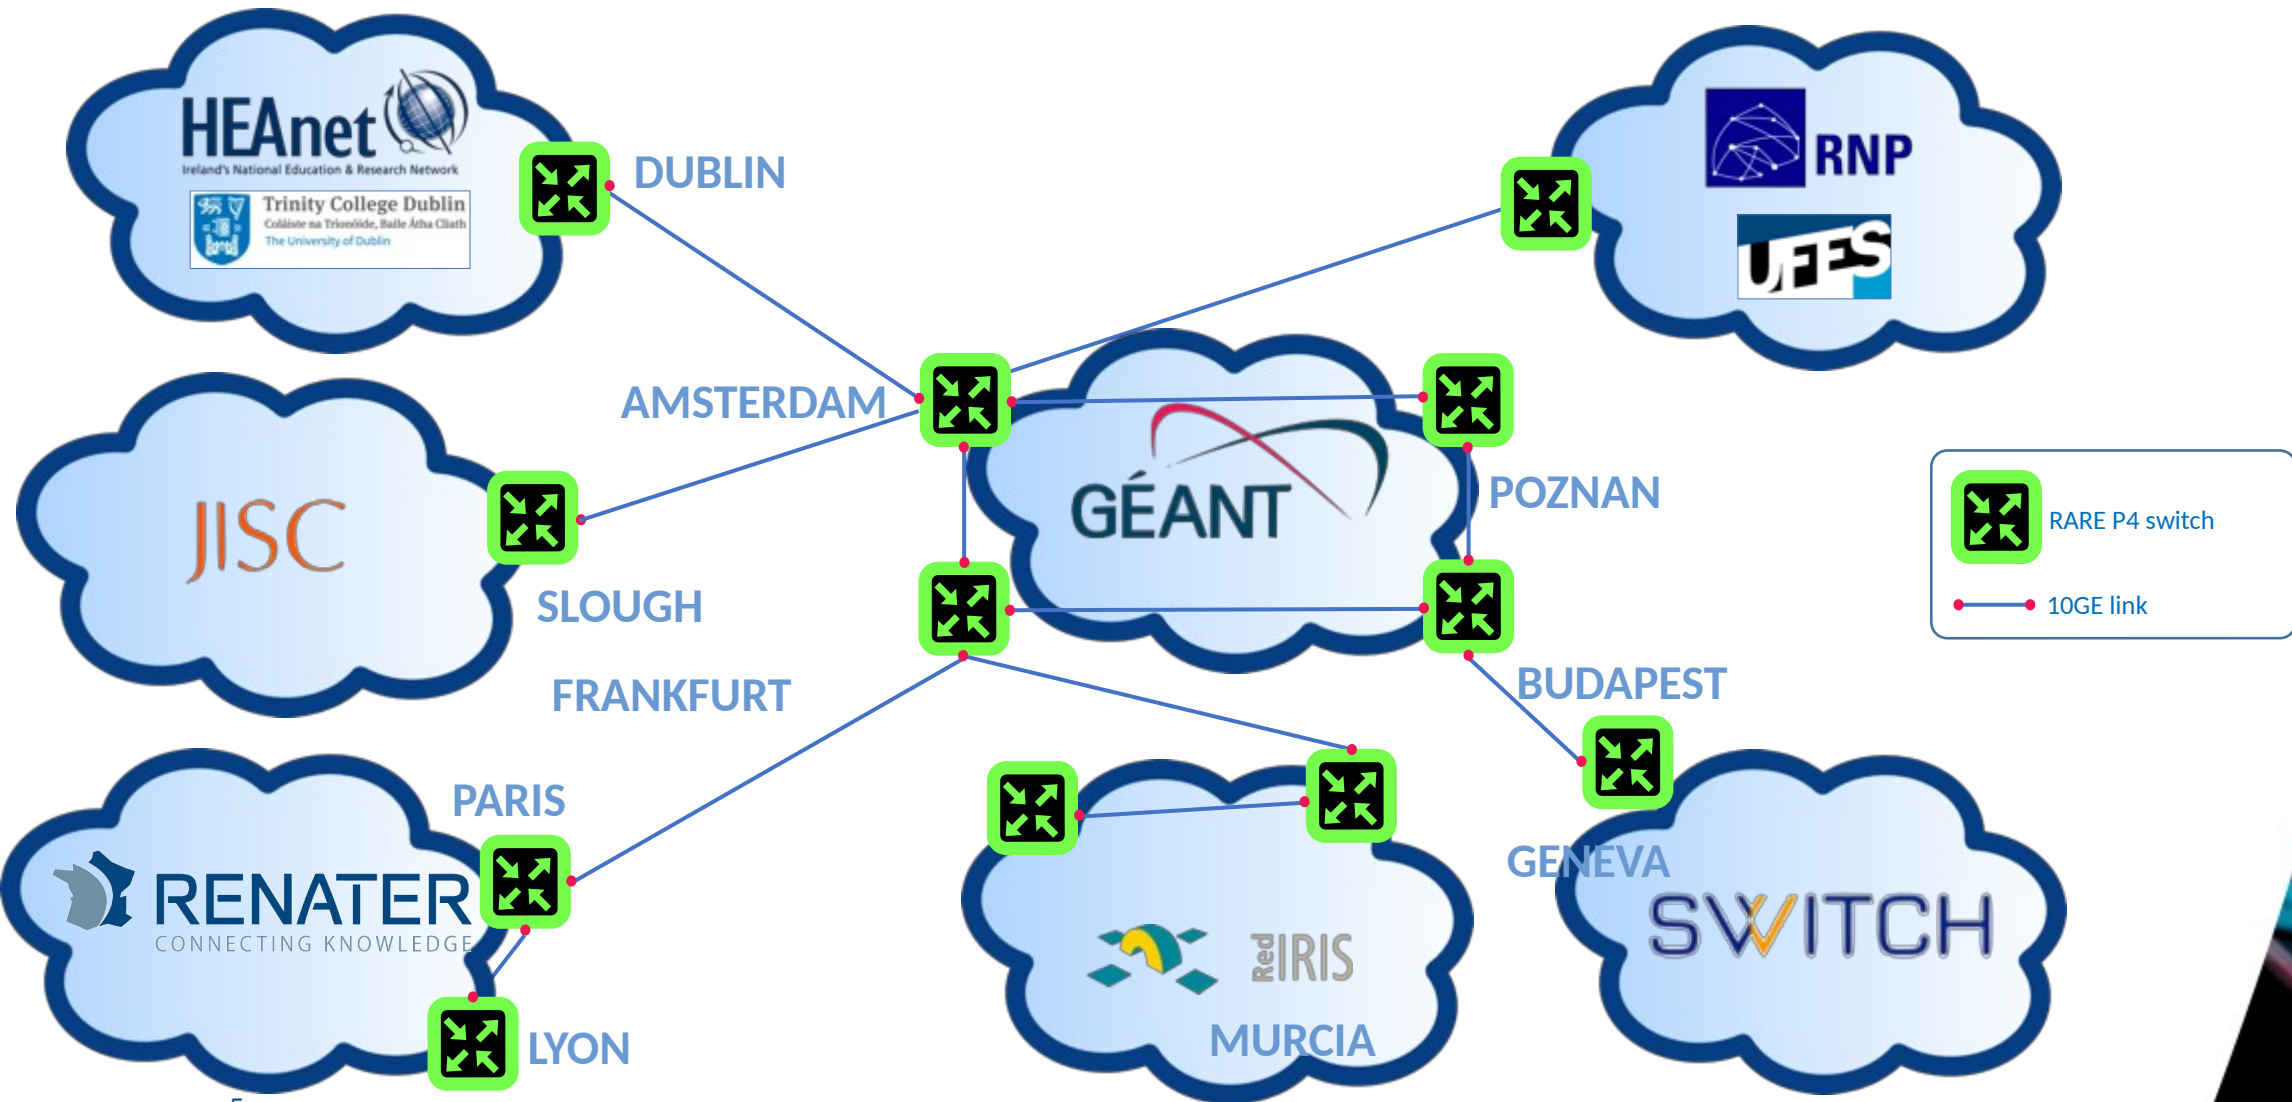 HEAnet
Ireland's National Education & Research Network
Trinity College Dublin
Coláiste na Tríonóide, Baile Átha Cliath
The University of Dublin
DUBLIN
RNP
UFES
AMSTERDAM
GÉANT
POZNAN
JISC
SLOUGH
RARE P4 switch
10GE link
FRANKFURT
BUDAPEST
PARIS
GENEVA
RENATER
CONNECTING KNOWLEDGE
SWITCH
Red IRIS
MURCIA
LYON